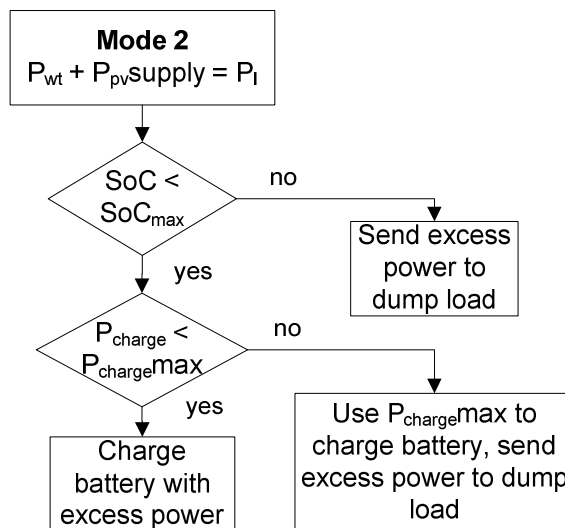 Mode 2
Pwt + Ppvsupply = Pl
SoC <
SoCmax
no
Send excess
power to
dump load
yes
Pcharge <
Pchargemax
no
yes
Use Pchargemax to
charge battery, send
excess power to dump
load
Charge
battery with
excess power